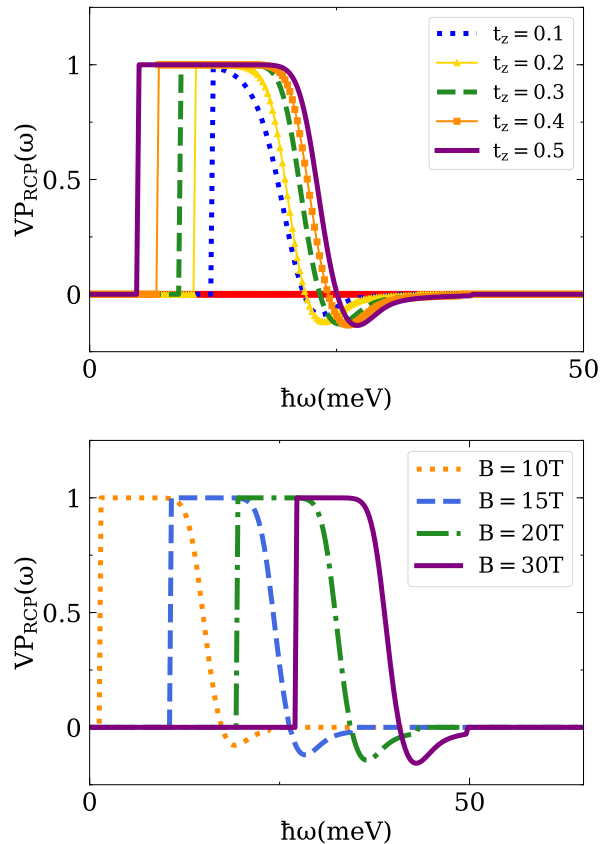 1
0.5
0
VP_RCP(ω)
t_z = 0.1
t_z = 0.2
t_z = 0.3
t_z = 0.4
t_z = 0.5
0
50
ħω(meV)
1
0.5
0
VP_RCP(ω)
B = 10T
B = 15T
B = 20T
B = 30T
0
50
ħω(meV)